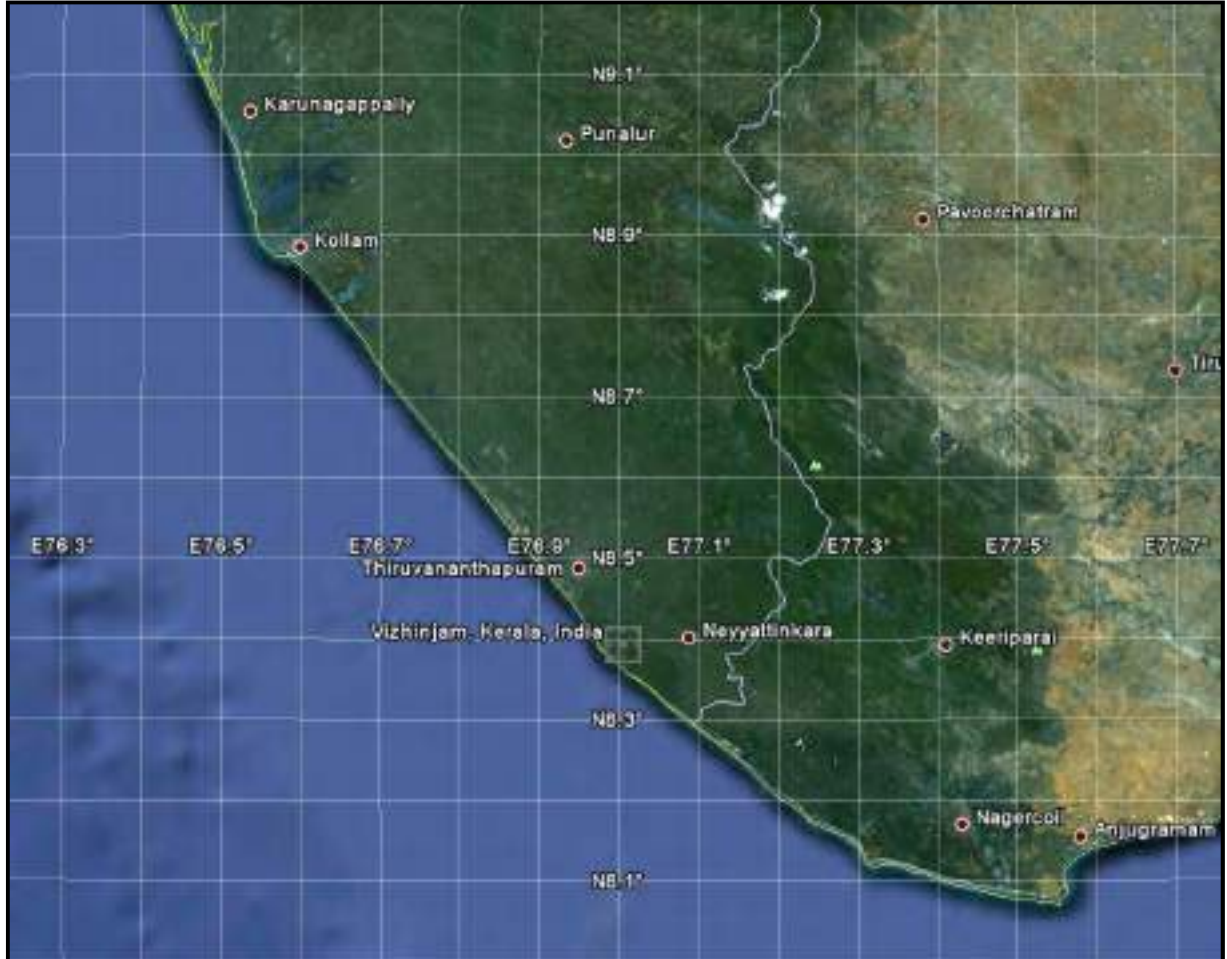 N9.1°
Karunagappally
Punalur
Pavoorchatram
N8.9°
Kollam
Tiru
N8.7°
E76.3° E76.5° E76.7° E76.9° N8.5° E77.1° E77.3° E77.5° E77.7°
Thiruvananthapuram
Vizhinjam, Kerala, India
Neyyattinkara
Keeriparai
N8.3°
Nagercoil
Anjugramam
N8.1°